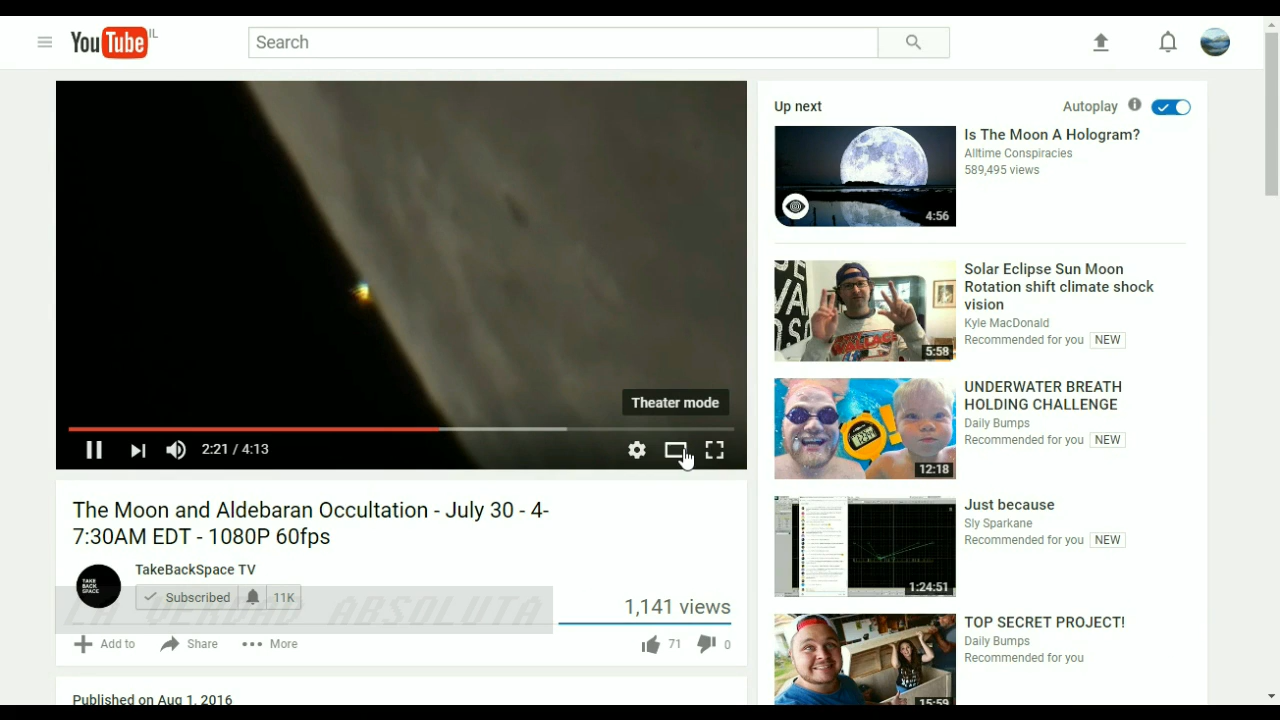 YouTube IL
Search
Up next
Autoplay
Is The Moon A Hologram?
Alltime Conspiracies
589,495 views
4:56
Solar Eclipse Sun Moon
Rotation shift climate shock
vision
Kyle MacDonald
Recommended for you NEW
5:58
UNDERWATER BREATH
HOLDING CHALLENGE
Daily Bumps
Recommended for you NEW
12:18
Just because
Sly Sparkane
Recommended for you NEW
1:24:51
TOP SECRET PROJECT!
Daily Bumps
Recommended for you
15:59
Theater mode
2:21 / 4:13
The Moon and Aldebaran Occultation - July 30 - 4-
7:30AM EDT - 1080P 60fps
TAKE
BACK
SPACE
TakeBackSpace TV
11K
1,141 views
Add to
Share
More
71
0
Published on Aug 1, 2016